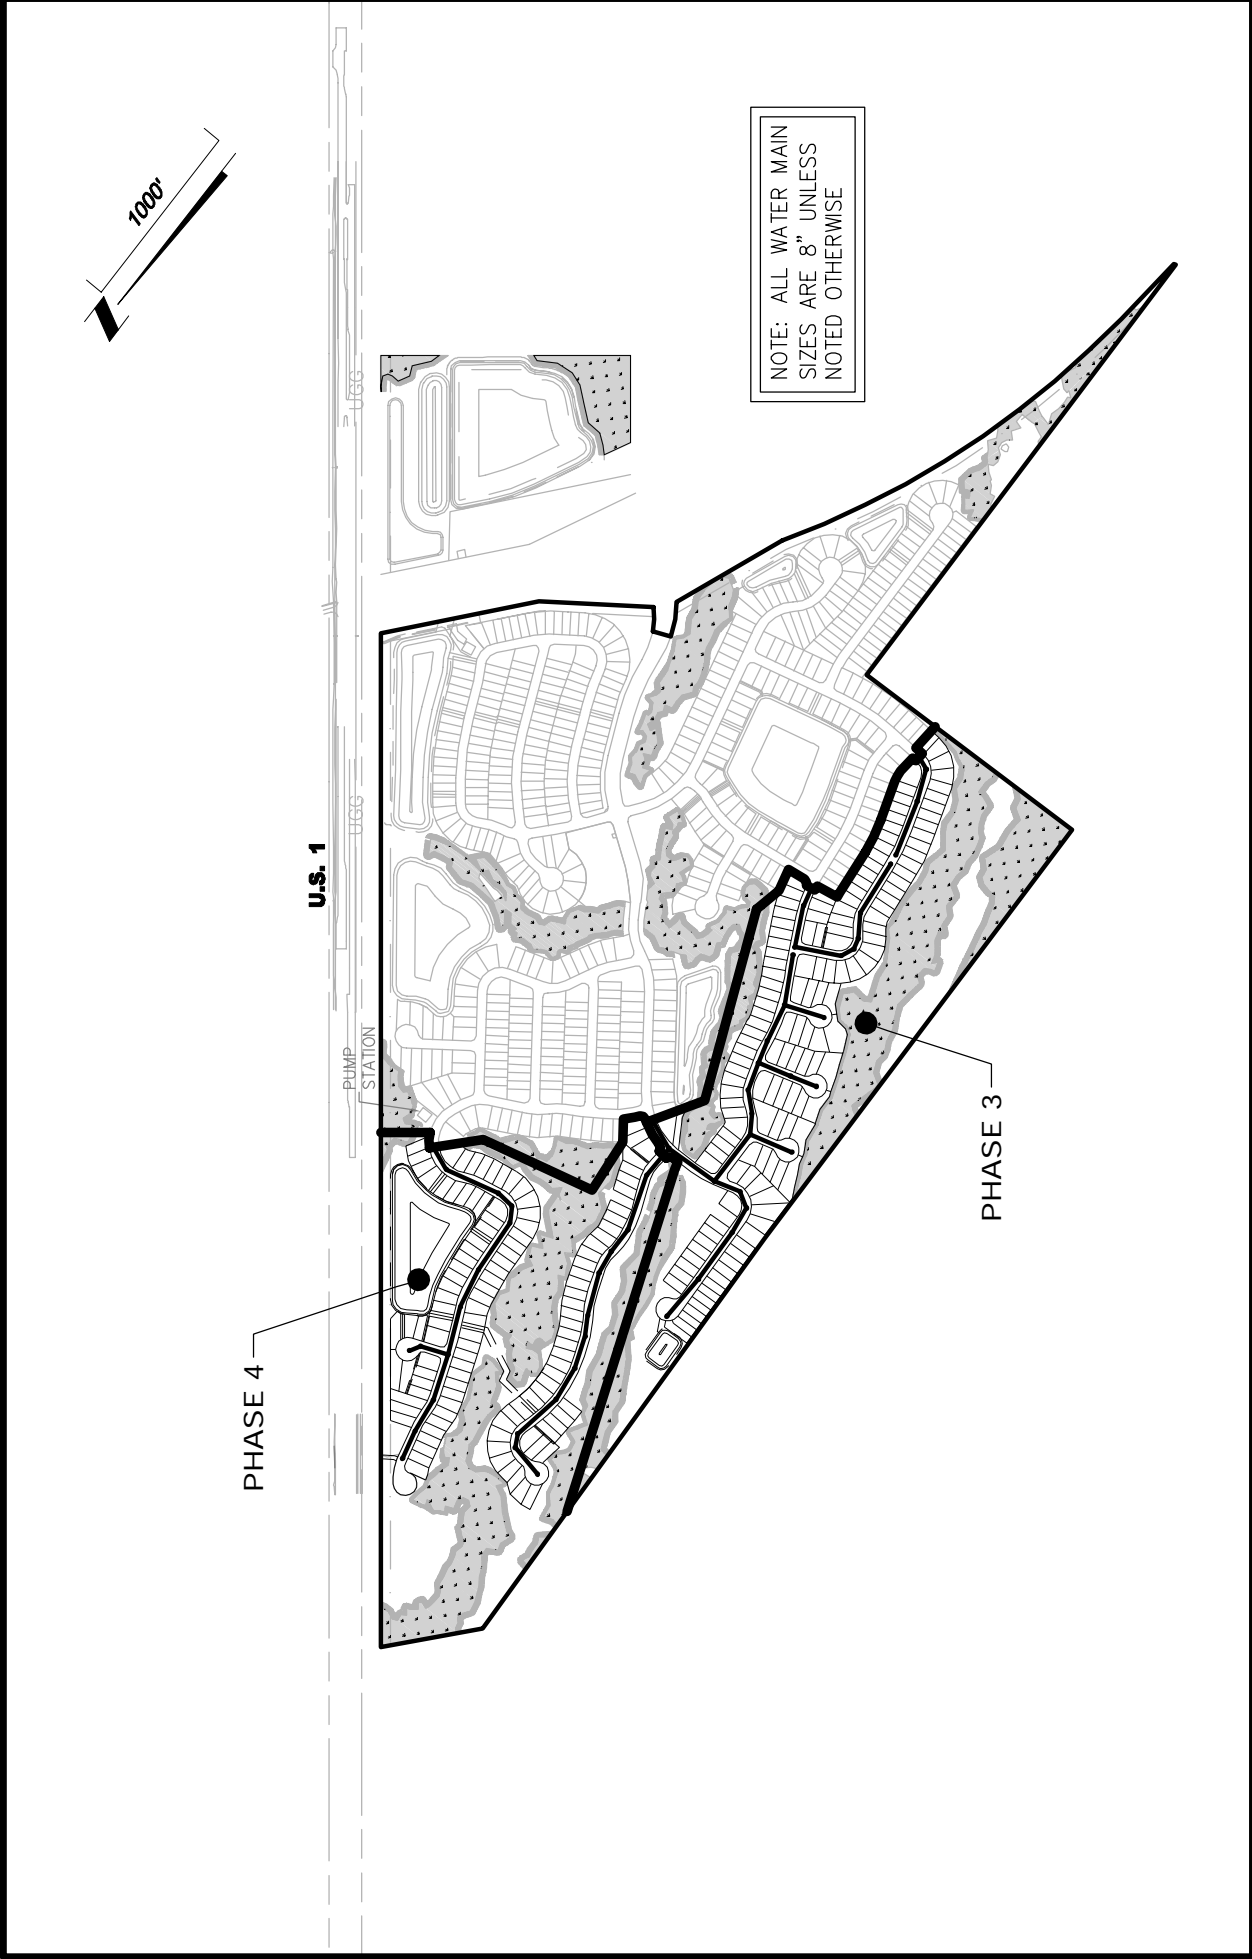 1000'
NOTE: ALL WATER MAIN
SIZES ARE 8" UNLESS
NOTED OTHERWISE
UGG
UGG
U.S. 1
PUMP
STATION
PHASE 3
PHASE 4